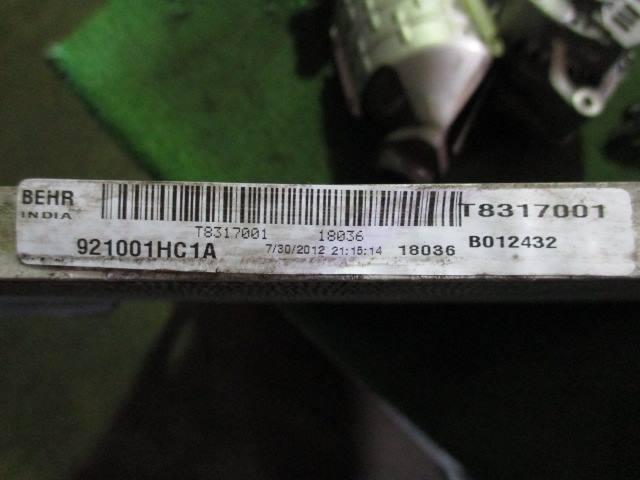 BEHR
INDIA
T8317001
T8317001 18036
921001HC1A
7/30/2012 21:15:14
18036
B012432